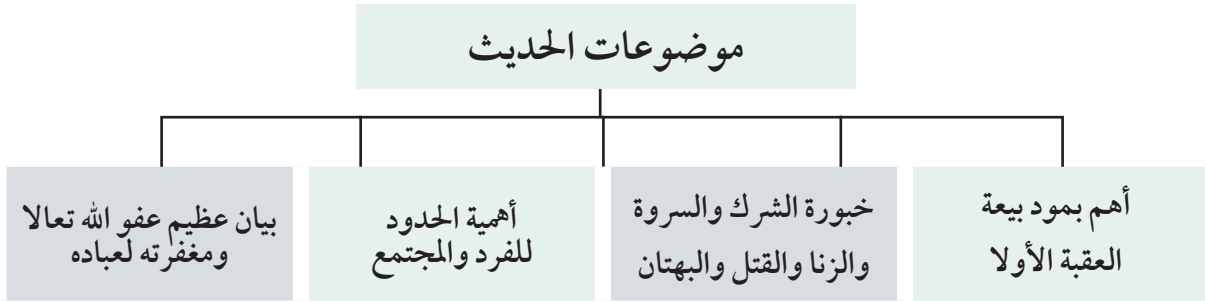 موضوعات الحديث
أهم بمود بيعة
العقبة الأولا
خبورة الشرك والسروة
والزنا والقتل والبهتان
أهمية الحدود
للفرد والمجتمع
بيان عظيم عفو الله تعالا
ومغفرته لعباده